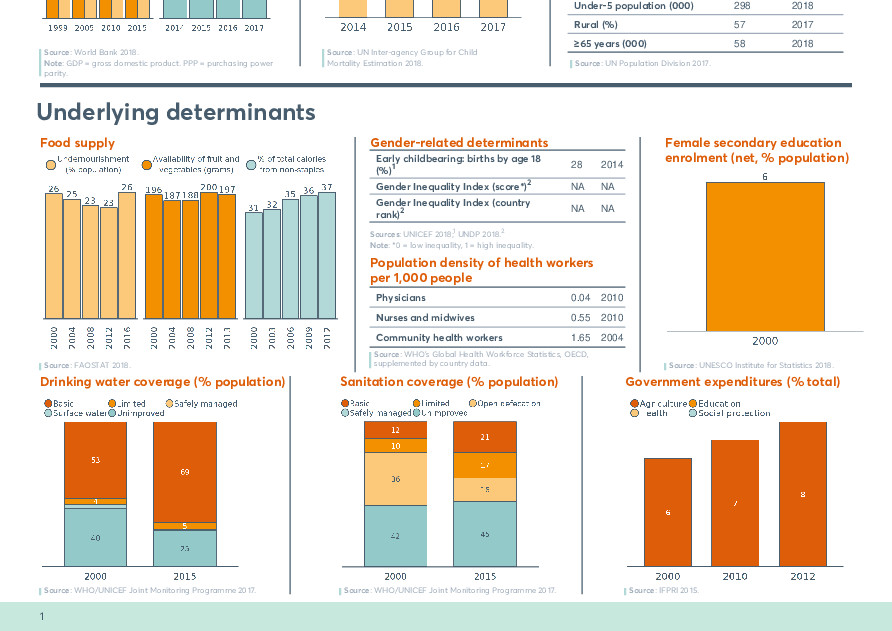 1999 2005 2010 2015
2014 2015 2016 2017
Source: World Bank 2018.
Note: GDP = gross domestic product. PPP = purchasing power
parity.
2014 2015 2016 2017
Source: UN Inter-agency Group for Child
Mortality Estimation 2018.
Under-5 population (000) 298 2018
Rural (%) 57 2017
≥65 years (000) 58 2018
Source: UN Population Division 2017.
Underlying determinants
Food supply
Undernourishment
(% population)
Availability of fruit and
vegetables (grams)
% of total calories
from non-staples
26 25 23 23 26
196 187 188 200 197
31 32 35 36 37
2000 2004 2008 2012 2016
2000 2004 2008 2012
2006 2009
Source: FAOSTAT 2018.
Gender-related determinants
Early childbearing: births by age 18
(%)¹ 28 2014
Gender Inequality Index (score*)² NA NA
Gender Inequality Index (country
rank)² NA NA
Sources: UNICEF 2018,¹ UNDP 2018.²
Note: *0 = low inequality, 1 = high inequality.
Population density of health workers
per 1,000 people
Physicians 0.04 2010
Nurses and midwives 0.55 2010
Community health workers 1.65 2004
Source: WHO's Global Health Workforce Statistics, OECD,
supplemented by country data.
Female secondary education
enrolment (net, % population)
6
2000
Source: UNESCO Institute for Statistics 2018.
Drinking water coverage (% population)
Basic Limited Safely managed
Surface water Unimproved
53 40
69 5 25
2000 2015
Source: WHO/UNICEF Joint Monitoring Programme 2017.
Sanitation coverage (% population)
Basic Limited Open defecation
Safely managed Unimproved
12 10 36 42
21 17 15 45
2000 2015
Source: WHO/UNICEF Joint Monitoring Programme 2017.
Government expenditures (% total)
Agriculture Education
Health Social protection
6 7 8
2000 2010 2012
Source: IFPRI 2015.
1